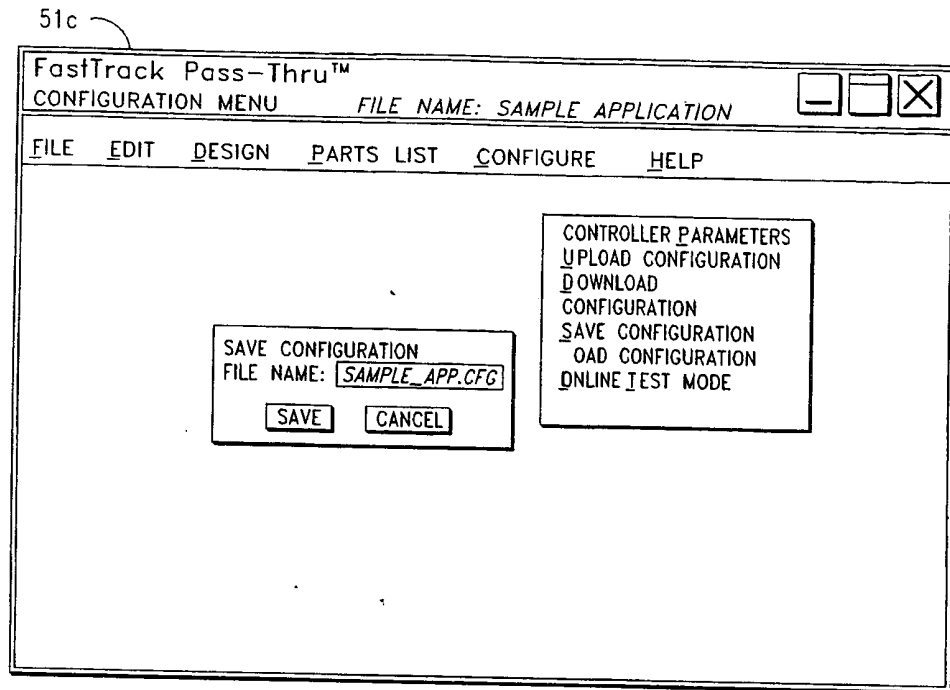 51c
FastTrack Pass-Thru™
CONFIGURATION MENU FILE NAME: SAMPLE APPLICATION
FILE EDIT DESIGN PARTS LIST CONFIGURE HELP
CONTROLLER PARAMETERS
UPLOAD CONFIGURATION
DOWNLOAD
CONFIGURATION
SAVE CONFIGURATION
OAD CONFIGURATION
ONLINE TEST MODE
SAVE CONFIGURATION
FILE NAME: SAMPLE_APP.CFG
SAVE CANCEL